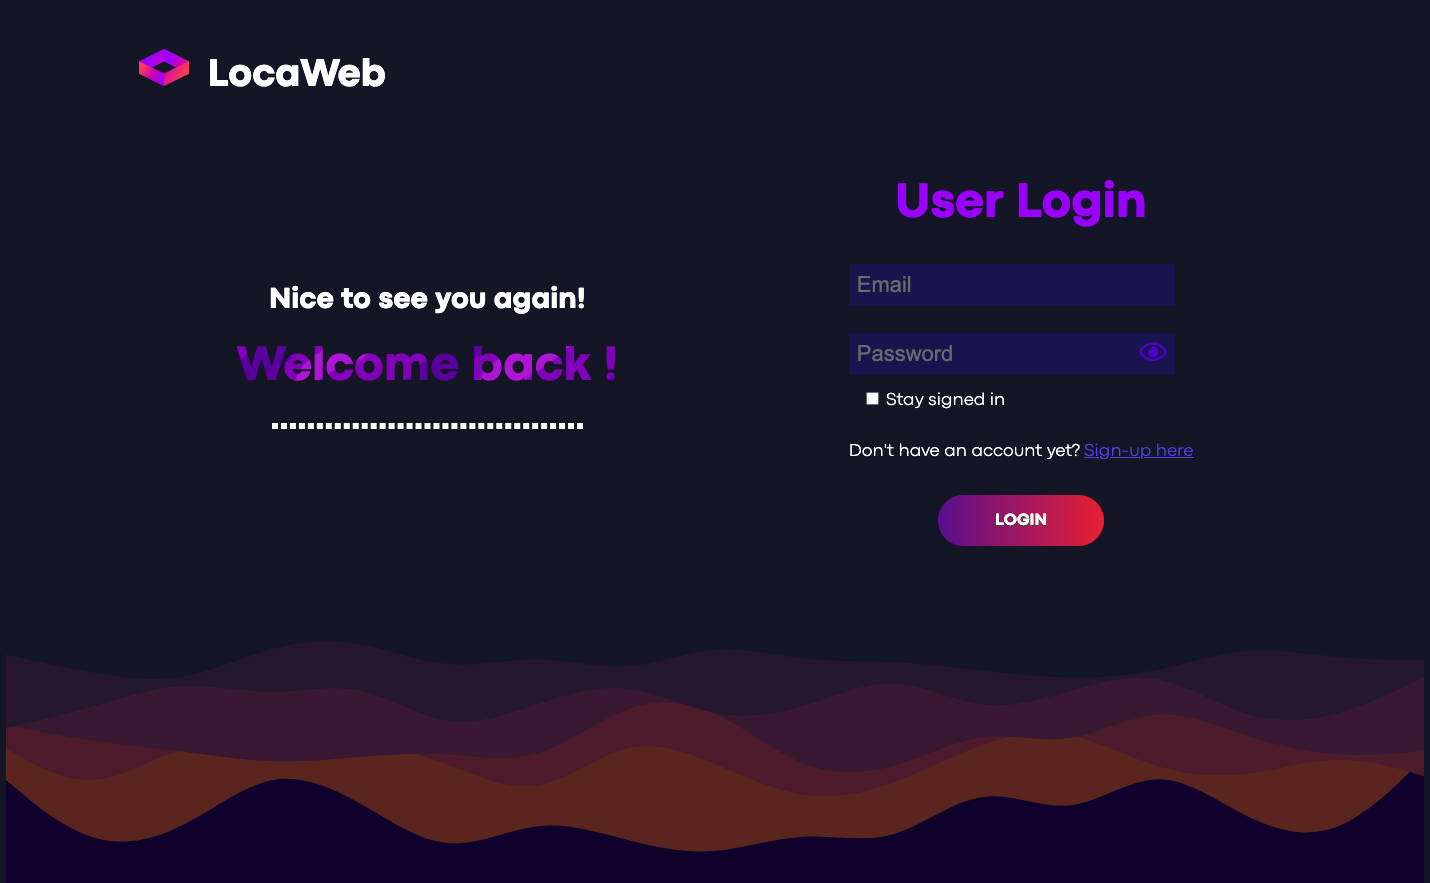 LocaWeb
User Login
Nice to see you again!
Welcome back !
Email
Password
Stay signed in
Don't have an account yet? Sign-up here
LOGIN